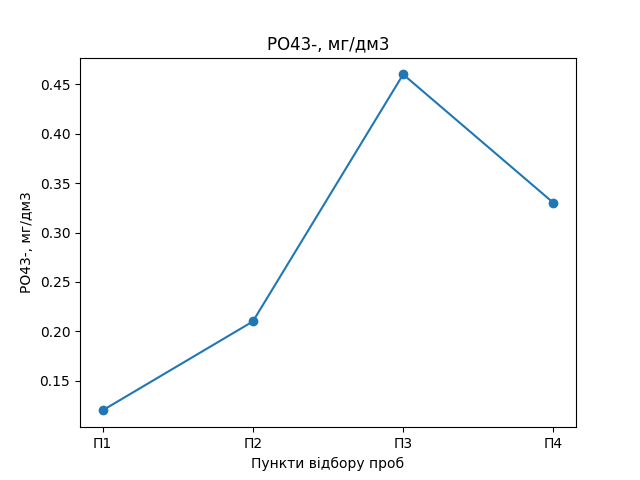 PO43-, мг/дм3
PO43-, мг/дм3
0.45
0.40
0.35
0.30
0.25
0.20
0.15
П1 П2 П3 П4
Пункти відбору проб